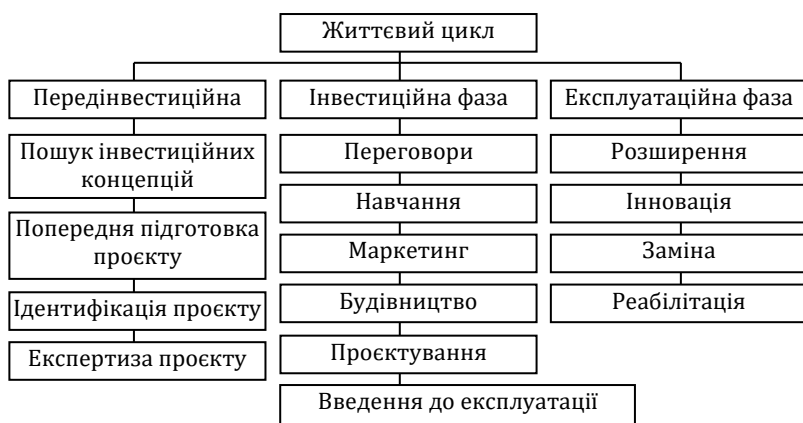 Життєвий цикл
Передінвестиційна
Інвестиційна фаза
Експлуатаційна фаза
Пошук інвестиційних
концепцій
Попередня підготовка
проєкту
Ідентифікація проєкту
Експертиза проєкту
Переговори
Навчання
Маркетинг
Будівництво
Проєктування
Введення до експлуатації
Розширення
Інновація
Заміна
Реабілітація